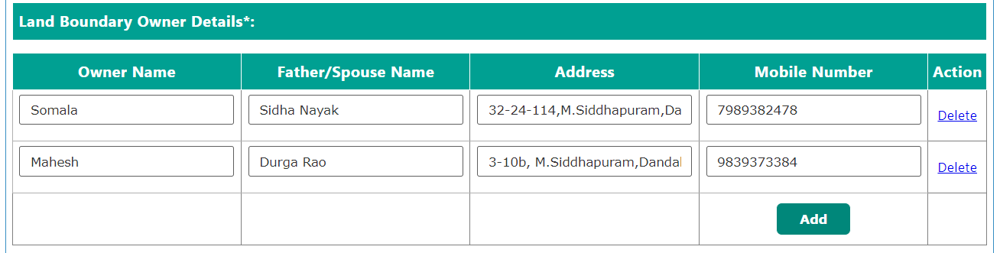 Land Boundary Owner Details*:
Owner Name Father/Spouse Name Address Mobile Number Action
Somala Sidha Nayak 32-24-114,M.Siddhapuram,Da 7989382478 Delete
Mahesh Durga Rao 3-10b, M.Siddhapuram,Dandal 9839373384 Delete
Add